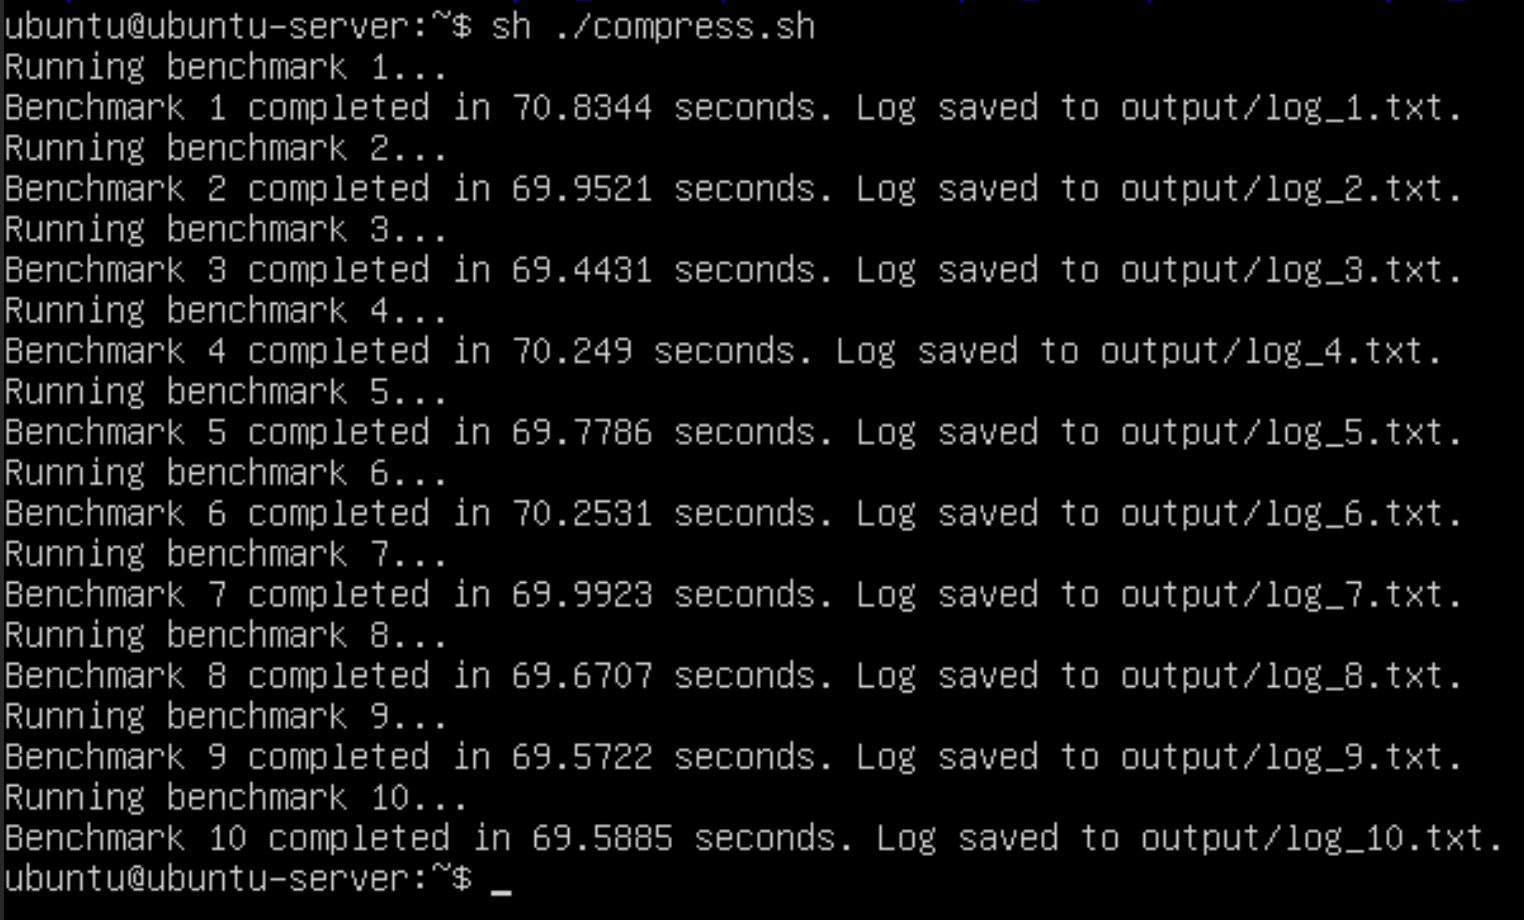 ubuntu@ubuntu-server:~$ sh ./compress.sh
Running benchmark 1...
Benchmark 1 completed in 70.8344 seconds. Log saved to output/log_1.txt.
Running benchmark 2...
Benchmark 2 completed in 69.9521 seconds. Log saved to output/log_2.txt.
Running benchmark 3...
Benchmark 3 completed in 69.4431 seconds. Log saved to output/log_3.txt.
Running benchmark 4...
Benchmark 4 completed in 70.249 seconds. Log saved to output/log_4.txt.
Running benchmark 5...
Benchmark 5 completed in 69.7786 seconds. Log saved to output/log_5.txt.
Running benchmark 6...
Benchmark 6 completed in 70.2531 seconds. Log saved to output/log_6.txt.
Running benchmark 7...
Benchmark 7 completed in 69.9923 seconds. Log saved to output/log_7.txt.
Running benchmark 8...
Benchmark 8 completed in 69.6707 seconds. Log saved to output/log_8.txt.
Running benchmark 9...
Benchmark 9 completed in 69.5722 seconds. Log saved to output/log_9.txt.
Running benchmark 10...
Benchmark 10 completed in 69.5885 seconds. Log saved to output/log_10.txt.
ubuntu@ubuntu-server:~$ _